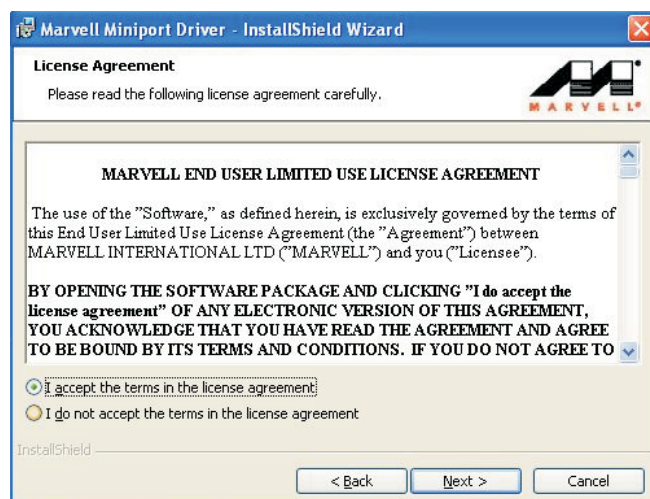 Marvell Miniport Driver - InstallShield Wizard
License Agreement
Please read the following license agreement carefully.
MARVELL®
MARVELL END USER LIMITED USE LICENSE AGREEMENT
The use of the "Software," as defined herein, is exclusively governed by the terms of
this End User Limited Use License Agreement (the "Agreement") between
MARVELL INTERNATIONAL LTD ("MARVELL") and you ("Licensee").
BY OPENING THE SOFTWARE PACKAGE AND CLICKING "I do accept the
license agreement" OF ANY ELECTRONIC VERSION OF THIS AGREEMENT,
YOU ACKNOWLEDGE THAT YOU HAVE READ THE AGREEMENT AND AGREE
TO BE BOUND BY ITS TERMS AND CONDITIONS. IF YOU DO NOT AGREE TO
I accept the terms in the license agreement
I do not accept the terms in the license agreement
InstallShield
< Back
Next >
Cancel